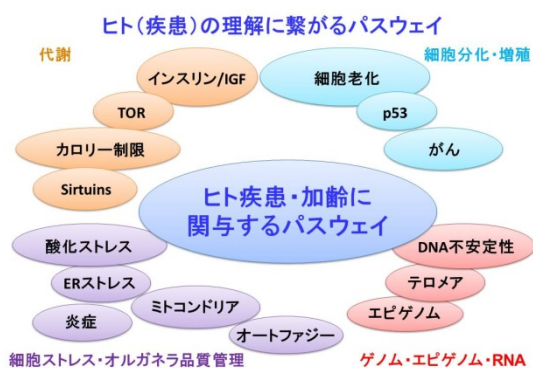 ヒト(疾患)の理解に繋がるパスウェイ
代謝
細胞分化・増殖
インスリン/IGF
細胞老化
TOR
p53
カロリー制限
がん
Sirtuins
ヒト疾患・加齢に
関与するパスウェイ
酸化ストレス
DNA不安定性
ERストレス
テロメア
ミトコンドリア
エピゲノム
炎症
オートファジー
細胞ストレス・オルガネラ品質管理
ゲノム・エピゲノム・RNA